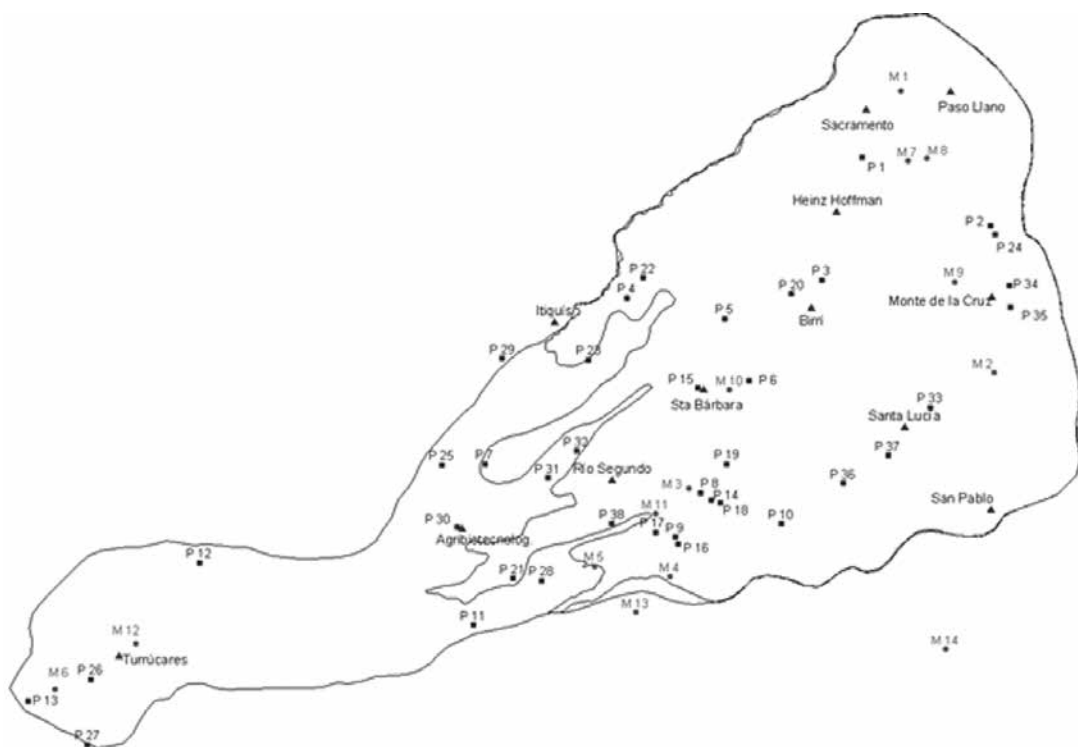 M 1
Paso Llano
Sacramento
P 1
M 7
M 8
Heinz Hoffman
P 2
P 24
P 22
P 4
P 3
P 20
M 9
P 34
Monte de la Cruz
P 35
Birrí
Itiquís
P 5
P 29
P 23
M 2
P 15
M 10
P 6
Sta Bárbara
P 33
Santa Lucía
P 37
P 25
P 7
P 32
P 31
Río Segundo
P 19
M 3
P 8
P 14
P 18
P 36
San Pablo
P 10
M 11
P 38
P 17
P 9
P 16
P 30
Agribiotecnolog.
P 12
P 21
P 28
M 5
M 4
P 11
M 13
M 12
Turrúcares
M 14
M 6
P 26
P 13
P 27